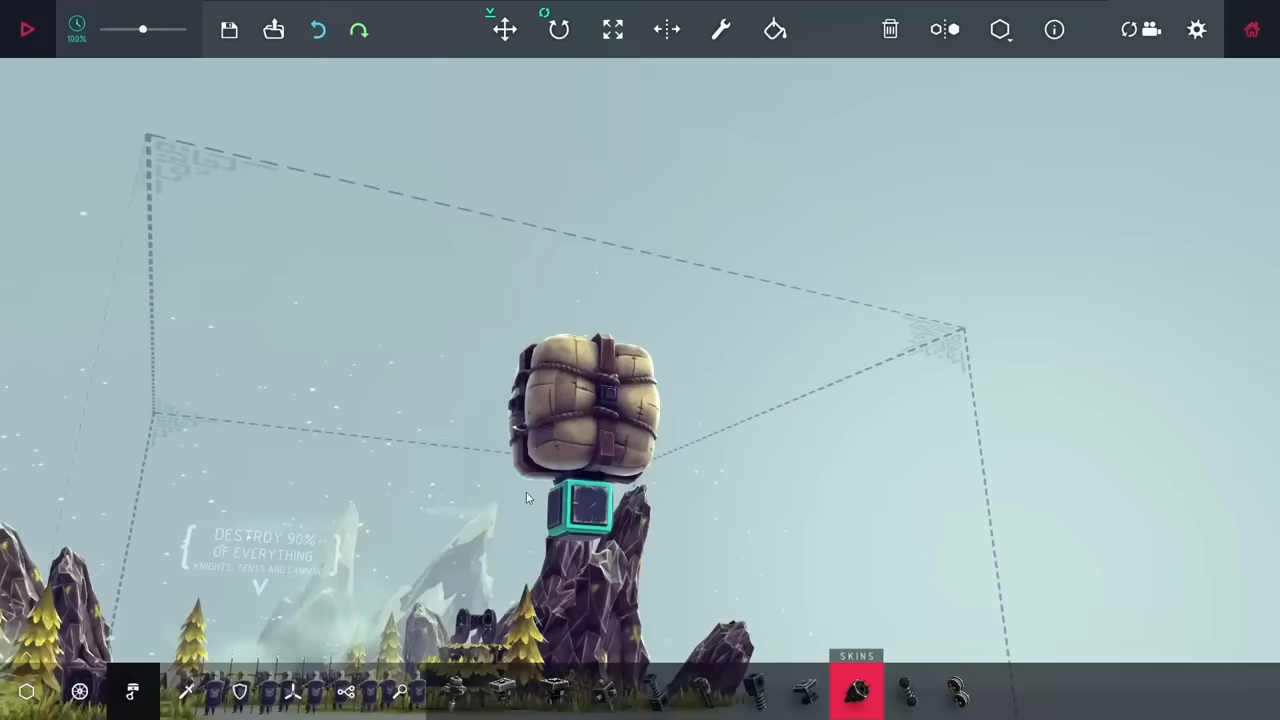 100%
DESTROY 90%
OF EVERYTHING
KNIGHTS, TENTS AND CANNONS
SKINS